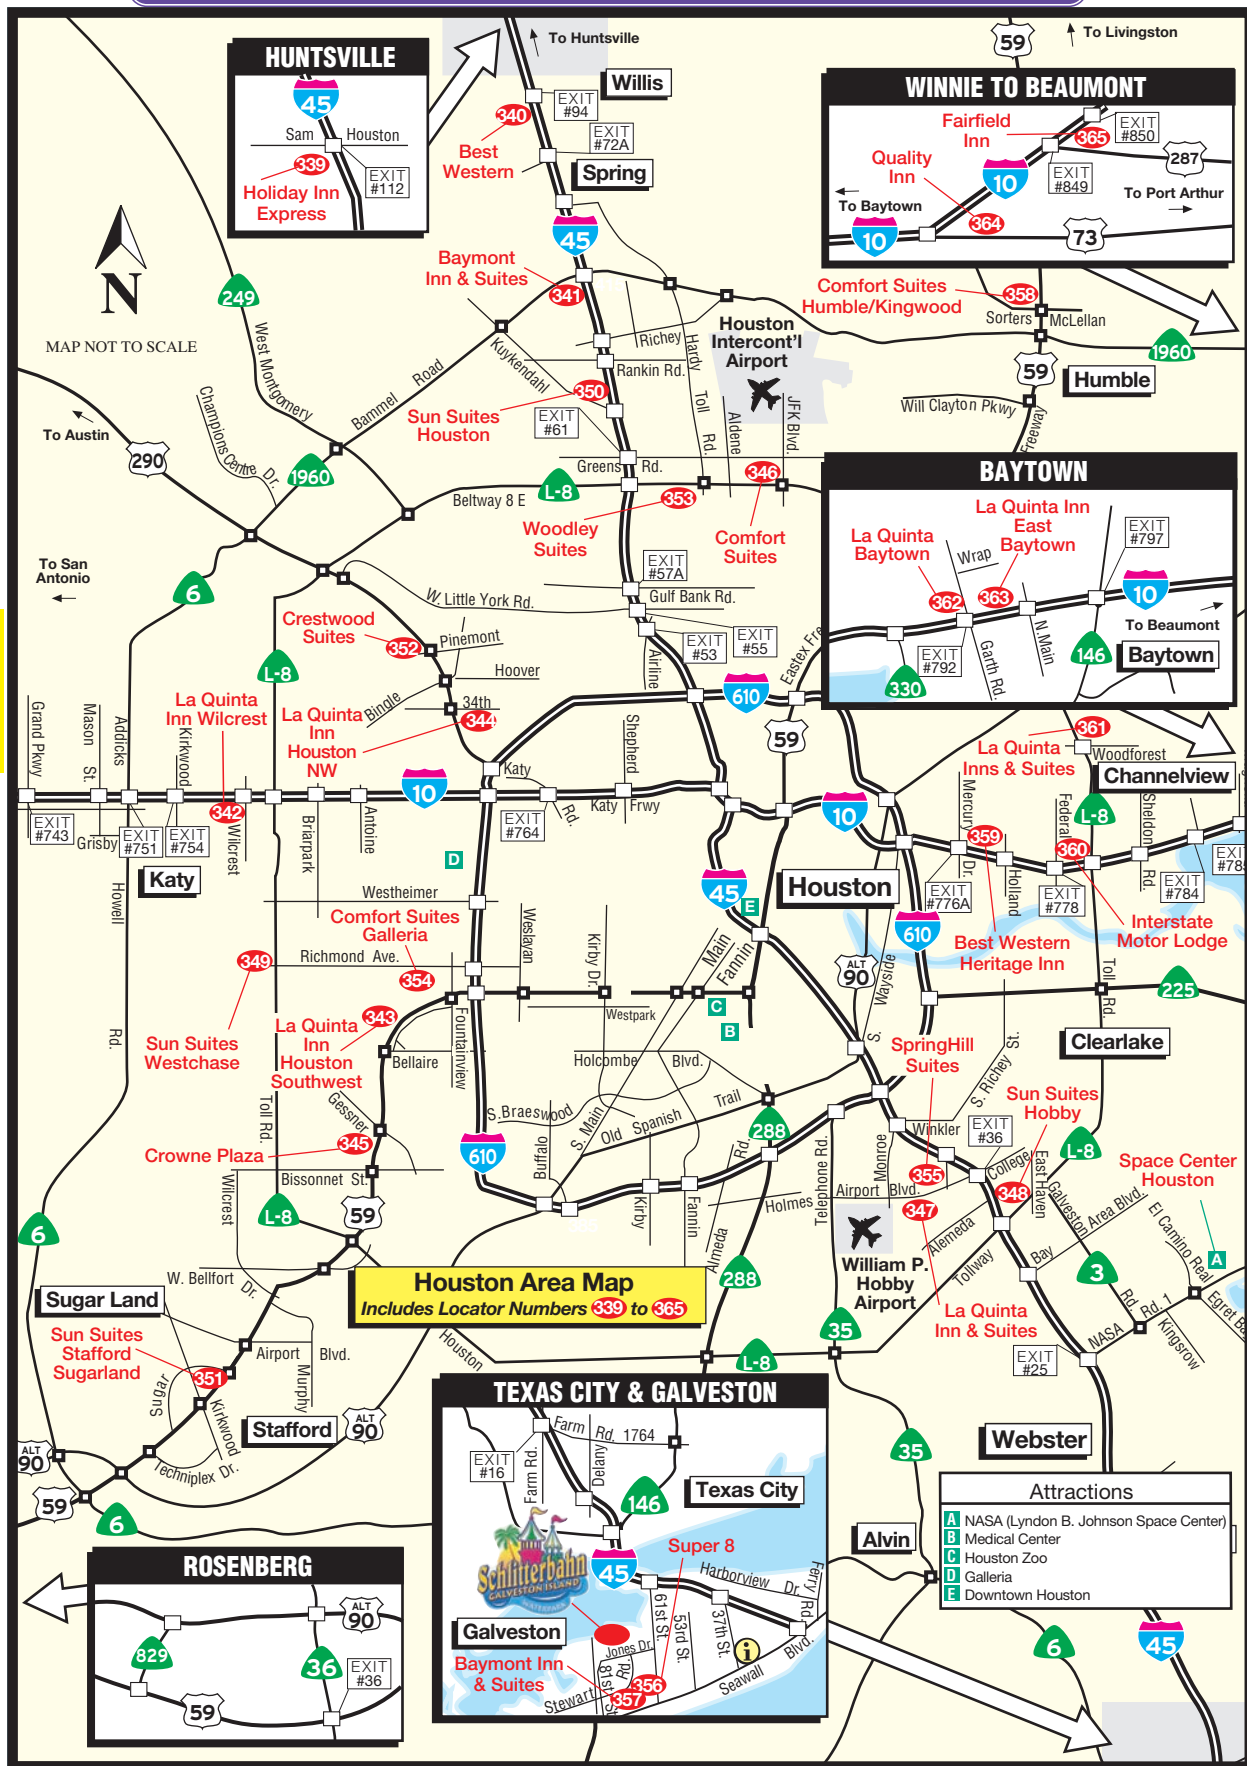 HUNTSVILLE
45
Sam Houston
339
EXIT
#112
Holiday Inn
Express
To Huntsville
Willis
EXIT
#94
340
Best
Western
EXIT
#72A
Spring
45
59
To Livingston
WINNIE TO BEAUMONT
Fairfield
Inn
365
EXIT
#850
Quality
Inn
10
EXIT
#849
287
To Baytown
To Port Arthur
364
10
73
N
MAP NOT TO SCALE
249
West Montgomery
Baymont
Inn & Suites
341
Kuykendahl
Richey
Hardy
Toll
Rd.
Rankin Rd.
Houston
Intercont'l
Airport
Comfort Suites
Humble/Kingwood
358
Sorters
McLellan
1960
59
Humble
Will Clayton Pkwy
Freeway
To Austin
290
Champions Centre Dr.
Bammel Road
1960
Sun Suites
Houston
350
EXIT
#61
Aldene
JFK Blvd.
Greens Rd.
L-8
Beltway 8 E
353
346
Woodley
Suites
Comfort
Suites
To San
Antonio
6
EXIT
#57A
Gulf Bank Rd.
W. Little York Rd.
Crestwood
Suites
352
Pinemont
Hoover
EXIT
#53
EXIT
#55
Airline
Eastex Fre
BAYTOWN
La Quinta
Baytown
La Quinta Inn
East
Baytown
EXIT
#797
Wrap
10
362
363
To Beaumont
EXIT
#792
Garth Rd.
N. Main
146
Baytown
330
L-8
La Quinta
Inn Wilcrest
La Quinta
Inn
Houston
NW
Bingle
34th
344
610
59
Shepherd
Grand Pkwy
Mason
St.
Addicks
Kirkwood
Katy
10
342
EXIT
#743
Grisby
EXIT
#751
EXIT
#754
Wilcrest
Briarpark
Antoine
EXIT
#764
Rd.
Katy Frwy
10
361
La Quinta
Inns & Suites
Woodforest
Channelview
Mercury
Dr.
359
Federal
360
L-8
Sheldon
Rd.
Holland
EXIT
#776A
EXIT
#778
EXIT
#784
Katy
D
Howell
Rd.
Westheimer
Comfort Suites
Galleria
45
E
Houston
610
Best Western
Heritage Inn
Interstate
Motor Lodge
349
Richmond Ave.
354
Weslayan
Kirby Dr.
Main
Fannin
ALT
90
Wayside
S.
Toll
Rd.
225
Sun Suites
Westchase
343
La Quinta
Inn
Houston
Southwest
Bellaire
Fountainview
Westpark
C
B
Holcombe Blvd.
SpringHill
Suites
S. Richey
St.
Clearlake
Toll Rd.
Gessner
S. Braeswood
S. Main
Old Spanish Trail
288
Winkler
EXIT
#36
Sun Suites
Hobby
L-8
345
Crowne Plaza
Bissonnet St.
610
Buffalo
Rd.
Telephone Rd.
Monroe
355
College
348
East Haven
Galveston
Rd.
Space Center
Houston
Wilcrest
Dr.
L-8
59
Kirby
Fannin
Holmes
Airport Blvd.
347
Alemeda
Tollway
Bay Area Blvd.
El Camino Real
A
6
W. Bellfort
Almeda
288
William P.
Hobby
Airport
3
NASA Rd. 1
Egret Ba
Kingsrow
Houston Area Map
Includes Locator Numbers 339 to 365
Sugar Land
Sun Suites
Stafford
Sugarland
351
Airport Blvd.
Murphy
Sugar
Kirkwood
Stafford
Houston
L-8
35
La Quinta
Inn & Suites
EXIT
#25
Webster
ALT
90
ALT
90
59
Techniplex Dr.
6
TEXAS CITY & GALVESTON
Farm Rd. 1764
EXIT
#16
Farm Rd.
Delany
146
Texas City
Schlitterbahn
GALVESTON ISLAND
WATERPARK
45
Super 8
Harborview Dr.
Ferry Rd.
Galveston
61st St.
53rd St.
37th St.
Jones Dr.
i
Baymont Inn
& Suites
81st St.
Stewart Rd.
356
357
Seawall Blvd.
35
Alvin
Attractions
A NASA (Lyndon B. Johnson Space Center)
B Medical Center
C Houston Zoo
D Galleria
E Downtown Houston
6
45
ROSENBERG
ALT
90
829
36
EXIT
#36
59